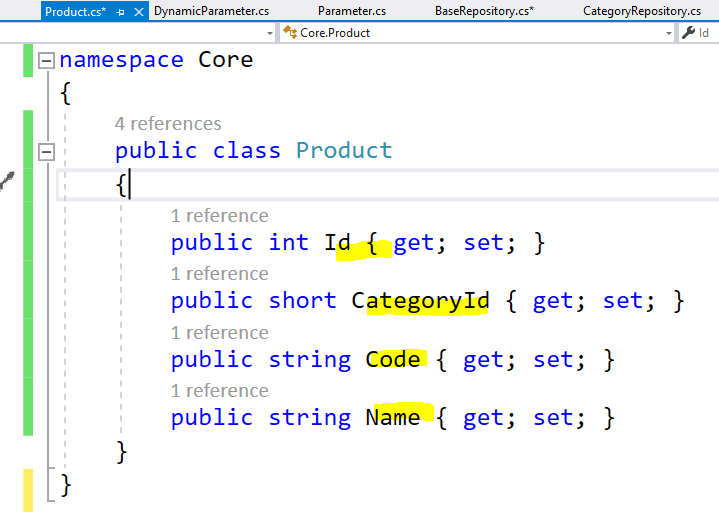 Product.cs*
DynamicParameter.cs
Parameter.cs
BaseRepository.cs*
CategoryRepository.cs
Core.Product
Id
namespace Core
{
4 references
public class Product
{
1 reference
public int Id { get; set; }
1 reference
public short CategoryId { get; set; }
1 reference
public string Code { get; set; }
1 reference
public string Name { get; set; }
}
}